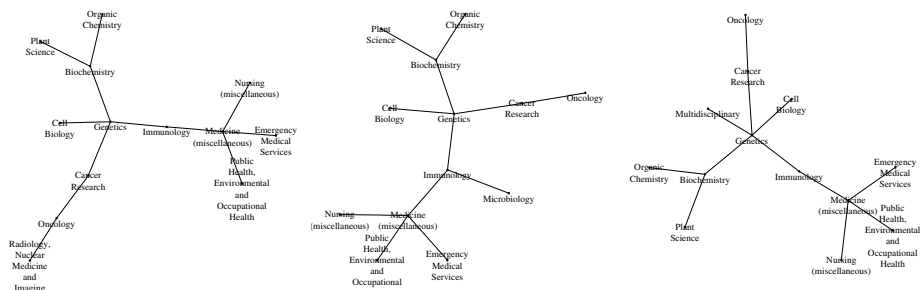 Organic
Chemistry
Plant
Science
Biochemistry
Nursing
(miscellaneous)
Cell
Biology
Genetics
Immunology
Medicine
(miscellaneous)
Emergency
Medical
Services
Public
Health,
Environmental
and
Occupational
Health
Cancer
Research
Oncology
Radiology,
Nuclear
Medicine
and
Imaging
Organic
Chemistry
Plant
Science
Biochemistry
Oncology
Cancer
Research
Cell
Biology
Genetics
Immunology
Microbiology
Nursing
(miscellaneous)
Medicine
(miscellaneous)
Public
Health,
Environmental
and
Occupational
Emergency
Medical
Services
Oncology
Cancer
Research
Cell
Biology
Multidisciplinary
Genetics
Organic
Chemistry
Biochemistry
Immunology
Emergency
Medical
Services
Medicine
(miscellaneous)
Public
Health,
Environmental
and
Occupational
Health
Plant
Science
Nursing
(miscellaneous)